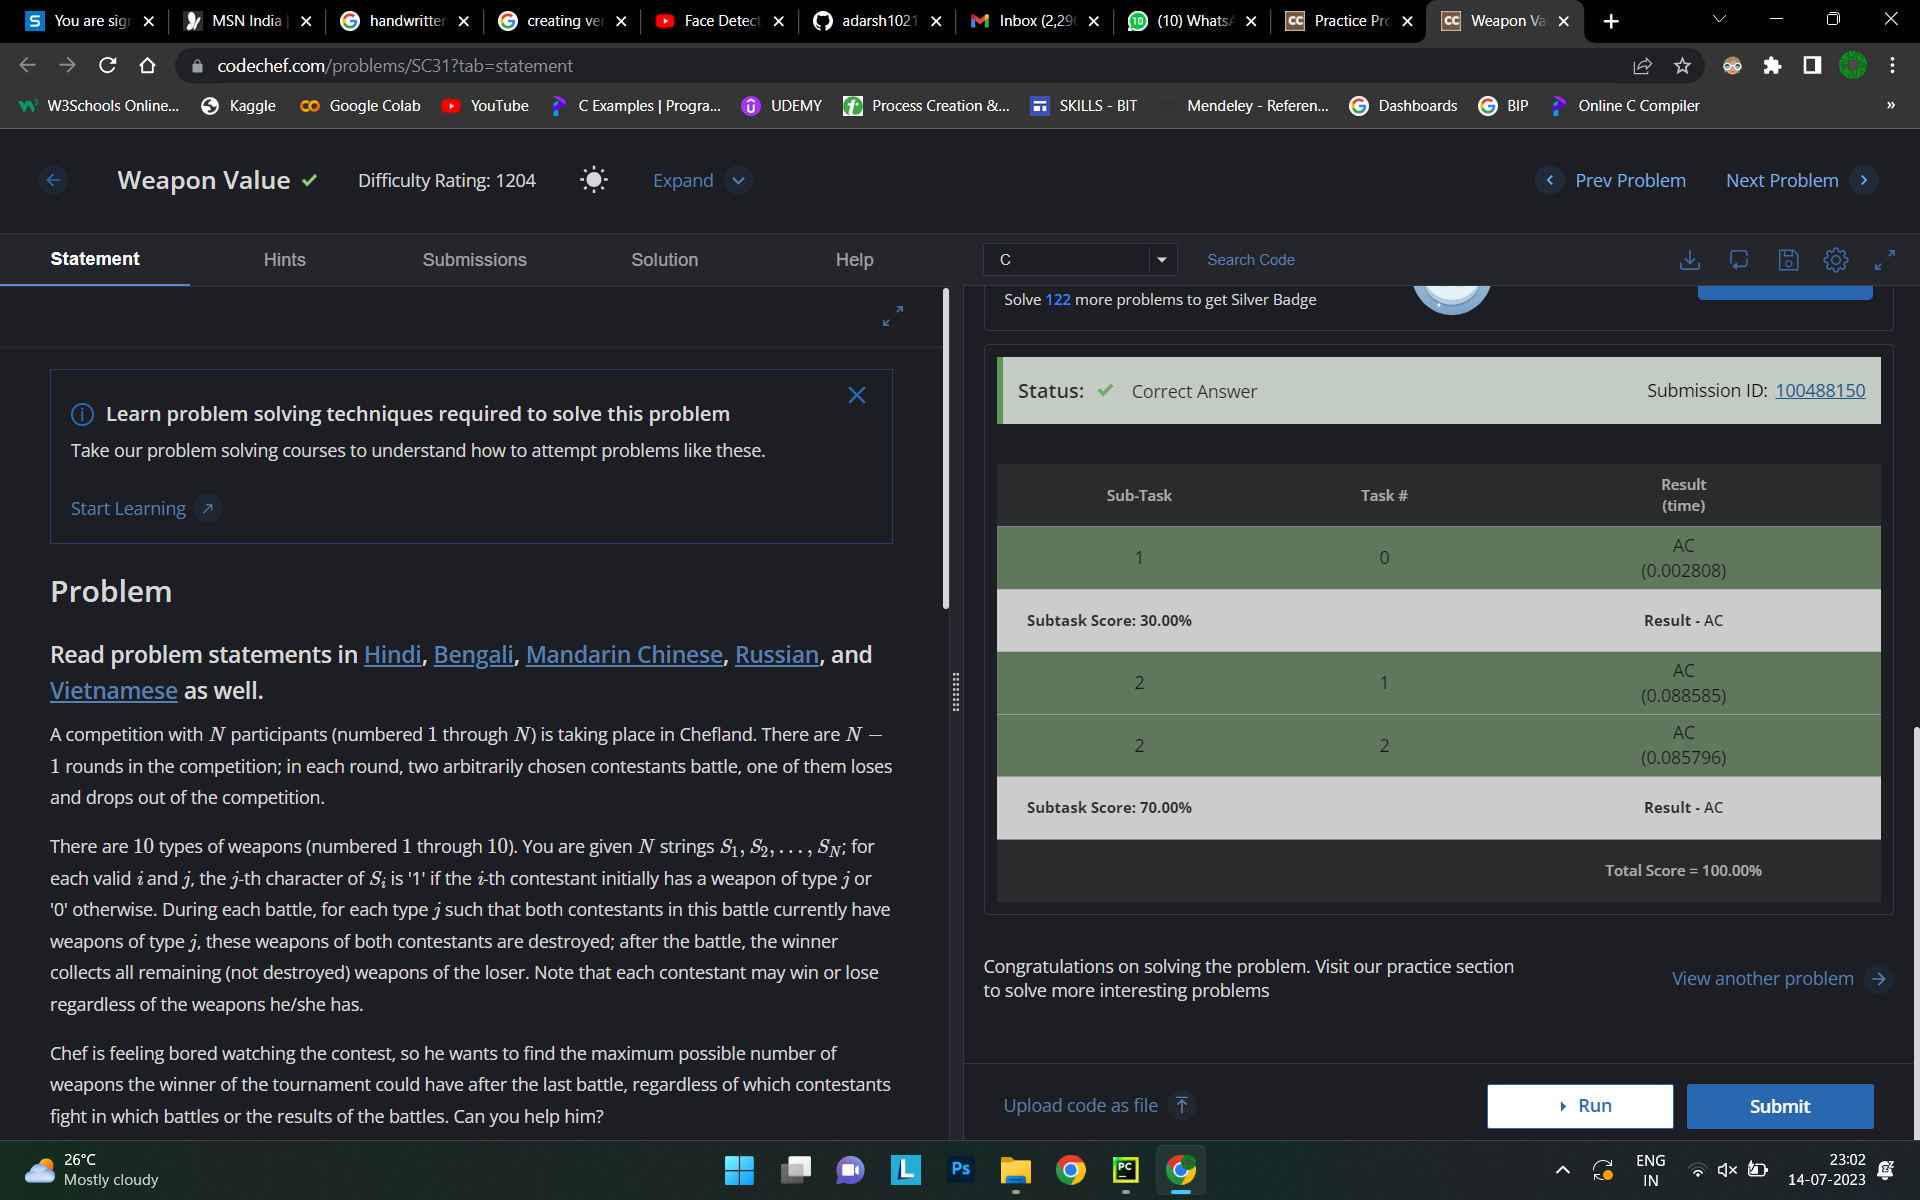 You are sign
MSN India |
handwritten
creating ver
Face Detect
adarsh1021
Inbox (2,29
(10) Whats
Practice Pro
Weapon Va
codechef.com/problems/SC31?tab=statement
W3Schools Online...
Kaggle
Google Colab
YouTube
C Examples | Progra...
UDEMY
Process Creation &...
SKILLS - BIT
Mendeley - Referen...
Dashboards
BIP
Online C Compiler
»
Weapon Value
Difficulty Rating: 1204
Expand
Prev Problem
Next Problem
Statement
Hints
Submissions
Solution
Help
C
Search Code
Solve 122 more problems to get Silver Badge
Learn problem solving techniques required to solve this problem
Take our problem solving courses to understand how to attempt problems like these.
Start Learning
Problem
Read problem statements in Hindi, Bengali, Mandarin Chinese, Russian, and
Vietnamese as well.
A competition with N participants (numbered 1 through N) is taking place in Chefland. There are N −
1 rounds in the competition; in each round, two arbitrarily chosen contestants battle, one of them loses
and drops out of the competition.
There are 10 types of weapons (numbered 1 through 10). You are given N strings S₁, S₂, . . . , S_N; for
each valid i and j, the j-th character of Sᵢ is '1' if the i-th contestant initially has a weapon of type j or
'0' otherwise. During each battle, for each type j such that both contestants in this battle currently have
weapons of type j, these weapons of both contestants are destroyed; after the battle, the winner
collects all remaining (not destroyed) weapons of the loser. Note that each contestant may win or lose
regardless of the weapons he/she has.
Chef is feeling bored watching the contest, so he wants to find the maximum possible number of
weapons the winner of the tournament could have after the last battle, regardless of which contestants
fight in which battles or the results of the battles. Can you help him?
Status: Correct Answer
Submission ID: 100488150
Sub-Task Task # Result
(time)
1 0 AC
(0.002808)
Subtask Score: 30.00% Result - AC
2 1 AC
(0.088585)
2 2 AC
(0.085796)
Subtask Score: 70.00% Result - AC
Total Score = 100.00%
Congratulations on solving the problem. Visit our practice section
to solve more interesting problems
View another problem
Upload code as file
Run
Submit
26°C
Mostly cloudy
L
Ps
PC
ENG
IN
23:02
14-07-2023